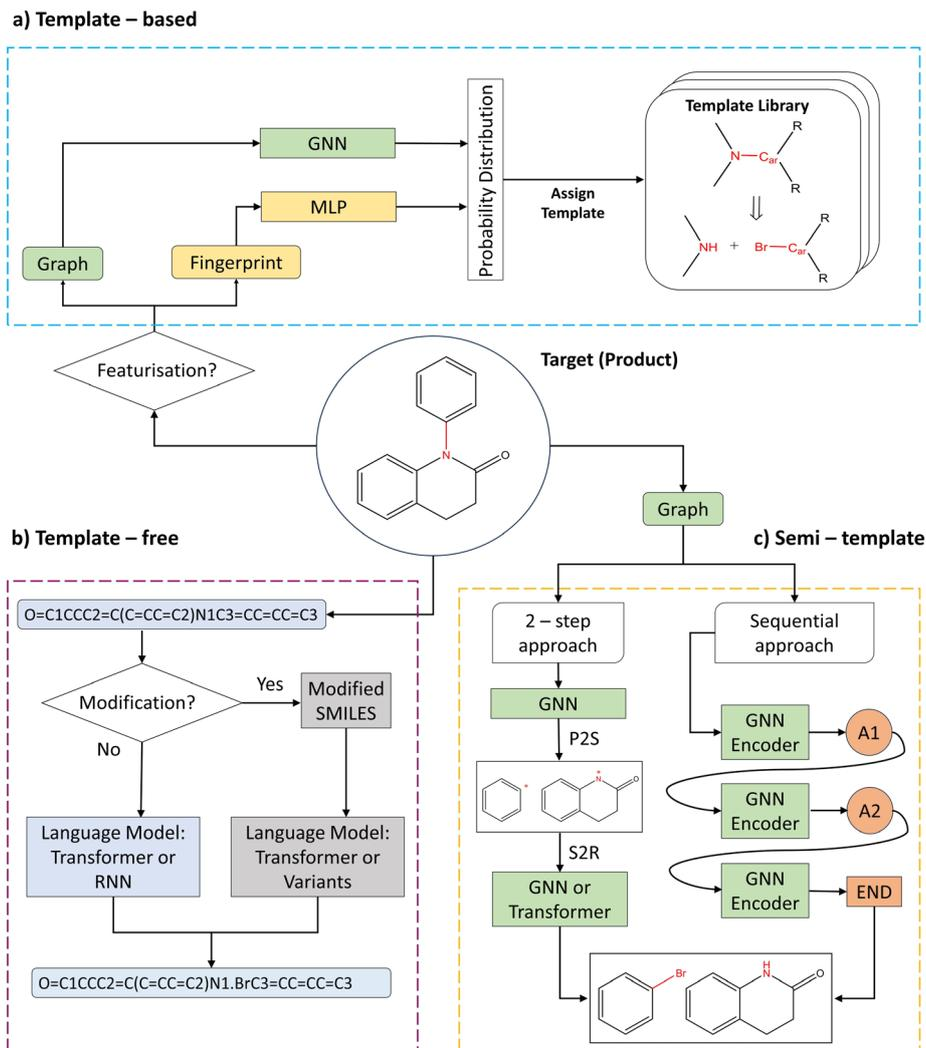 a) Template – based
GNN
MLP
Graph
Fingerprint
Probability Distribution
Assign
Template
Template Library
R
N
Car
R
R
NH
+
Br
Car
R
Featurisation?
Target (Product)
N
O
Graph
b) Template – free
O=C1CCC2=C(C=CC=C2)N1C3=CC=CC=C3
Modification?
Yes
Modified
SMILES
No
Language Model:
Transformer or
RNN
Language Model:
Transformer or
Variants
O=C1CCC2=C(C=CC=C2)N1.BrC3=CC=CC=C3
c) Semi – template
2 – step
approach
GNN
P2S
*
*
N
O
S2R
GNN or
Transformer
Sequential
approach
GNN
Encoder
A1
GNN
Encoder
A2
GNN
Encoder
END
Br
H
N
O